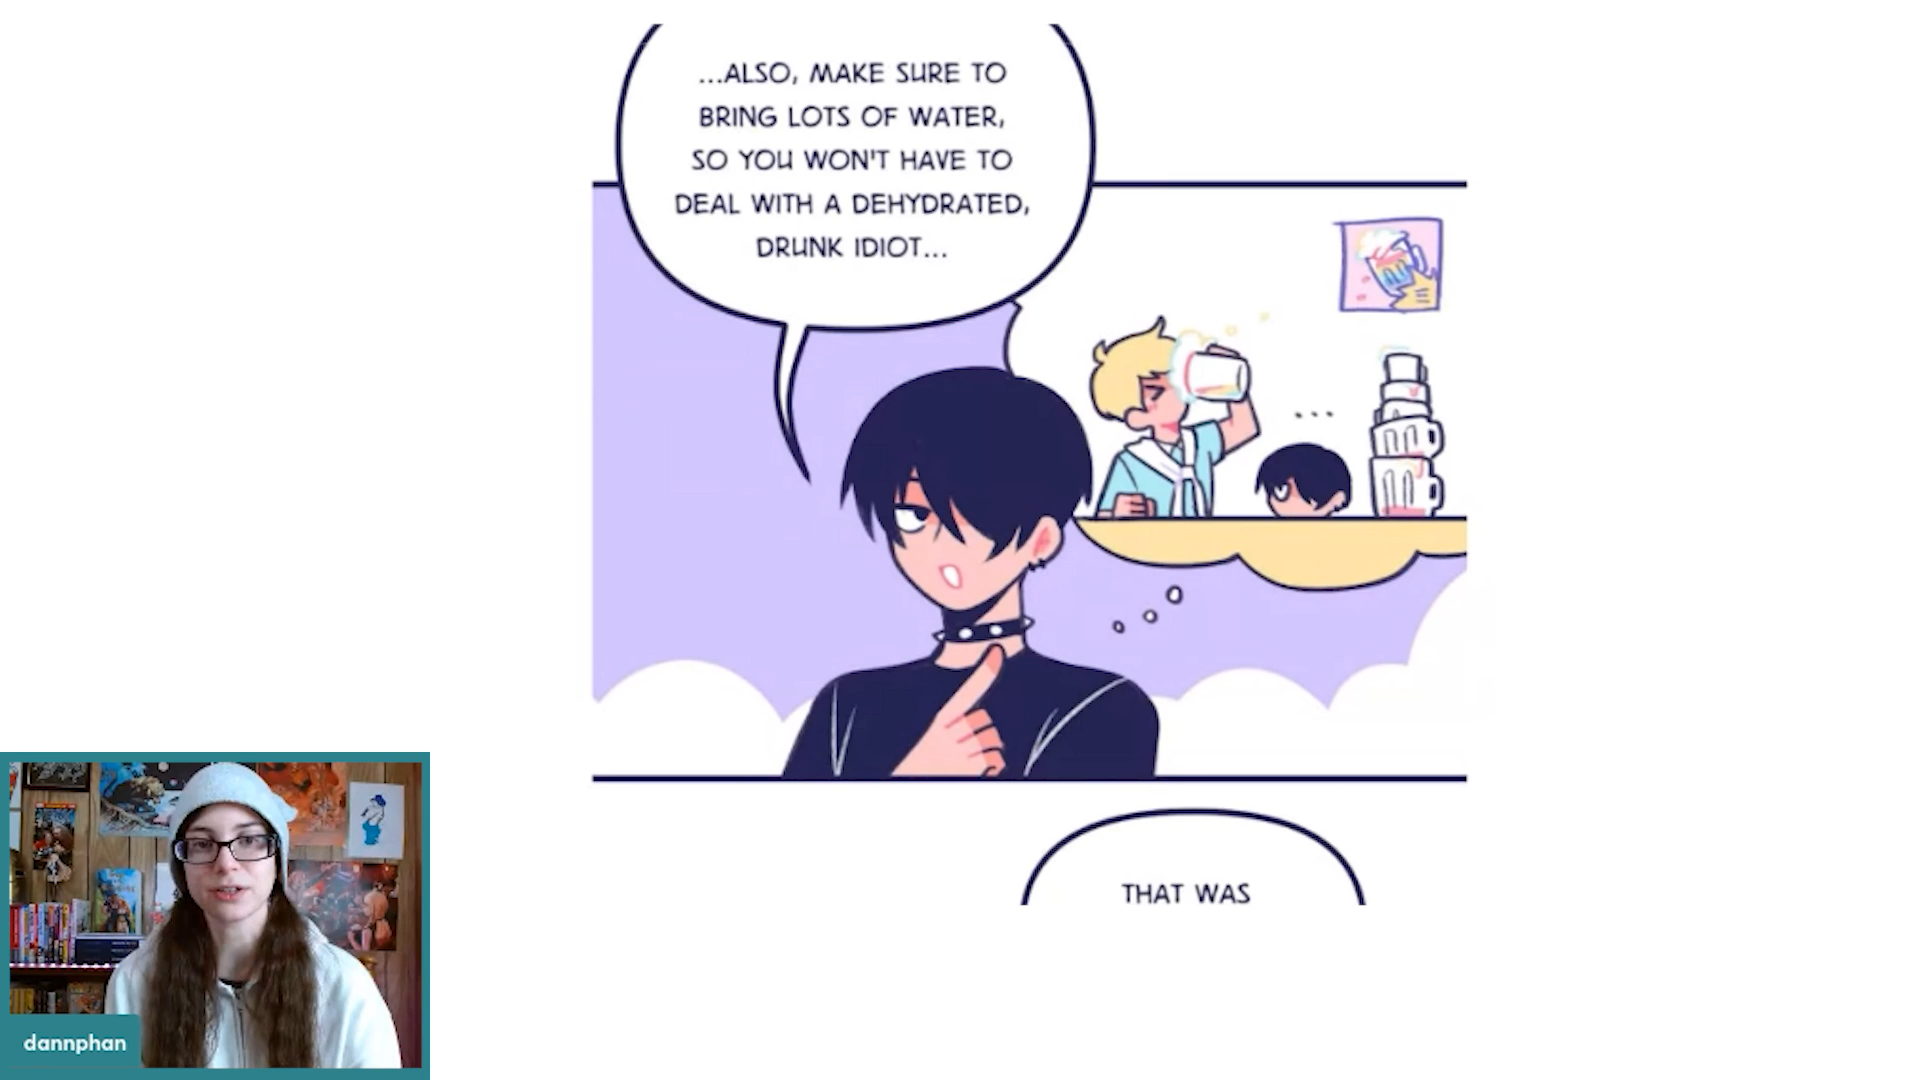 ...ALSO, MAKE SURE TO
BRING LOTS OF WATER,
SO YOU WON'T HAVE TO
DEAL WITH A DEHYDRATED,
DRUNK IDIOT...
...
THAT WAS
dannphan